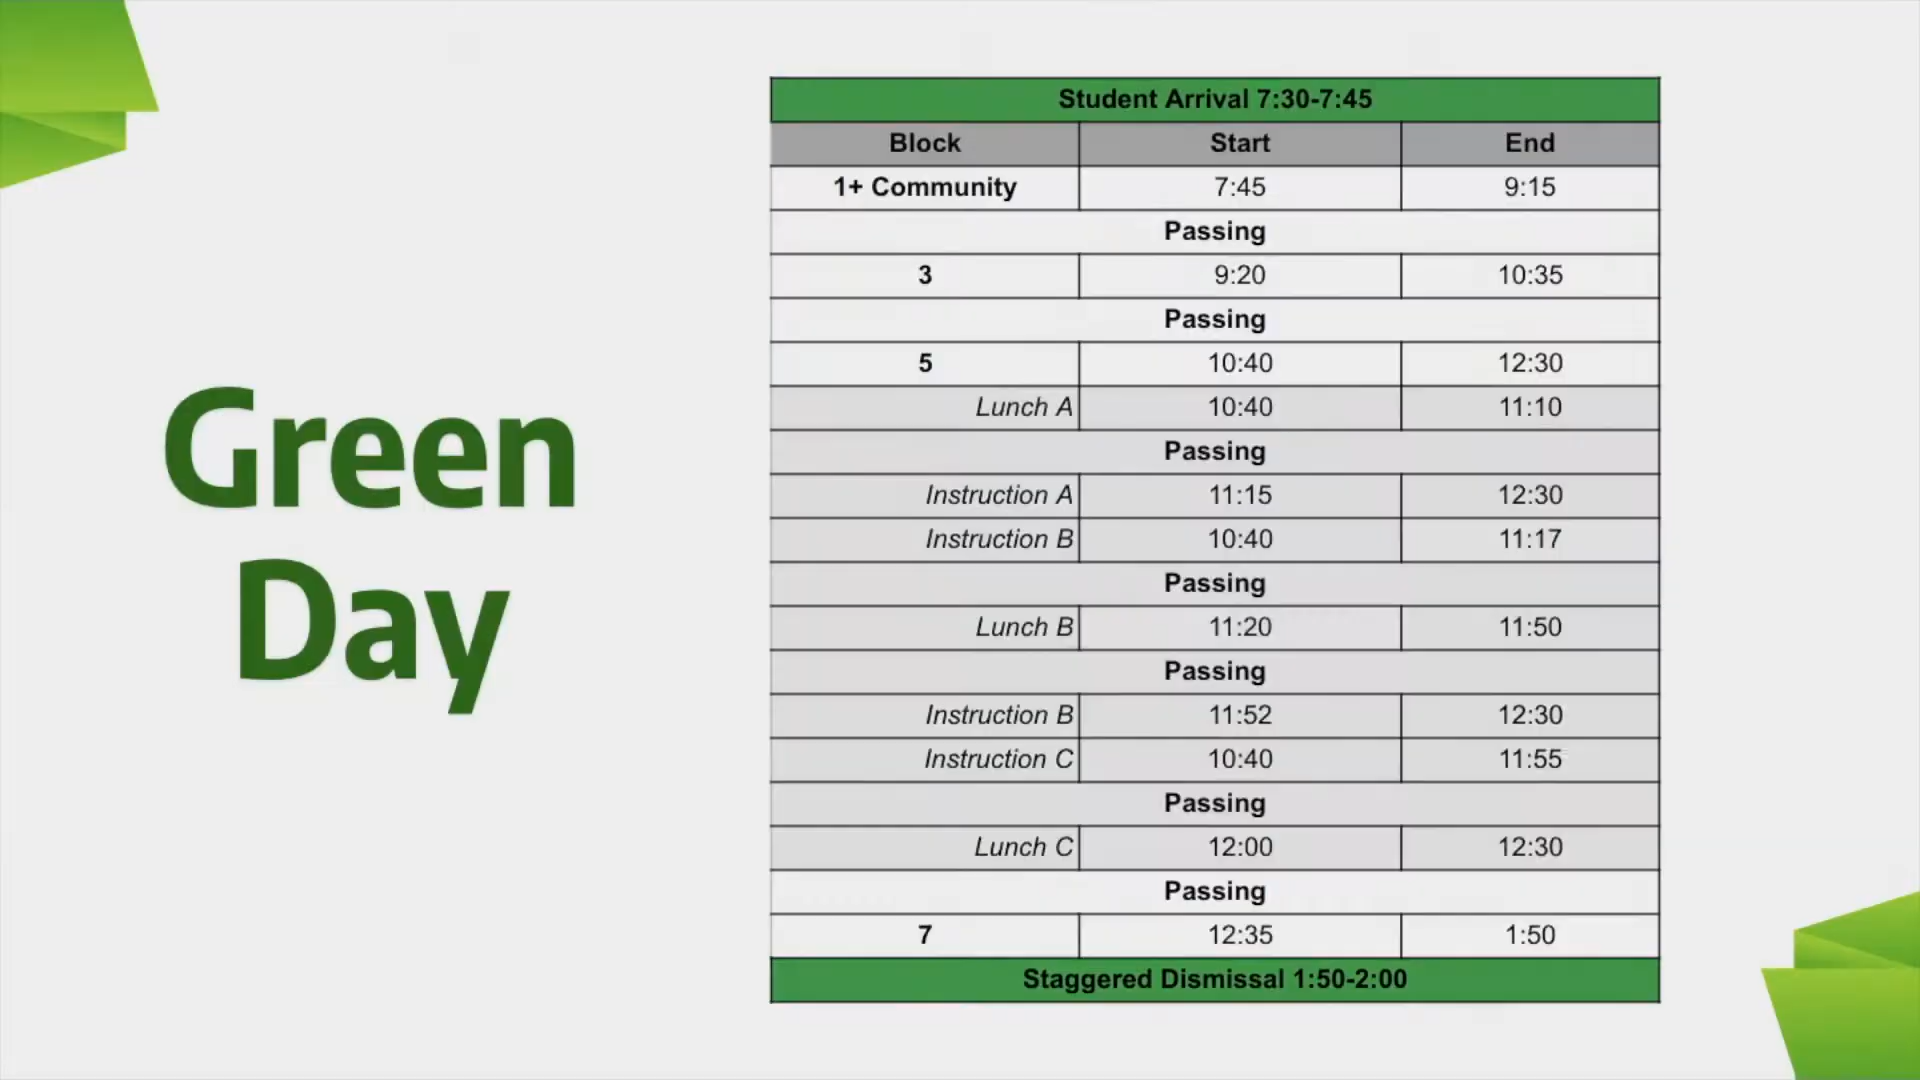 Green
Day
Student Arrival 7:30-7:45
Block Start End
1+ Community 7:45 9:15
Passing
3 9:20 10:35
Passing
5 10:40 12:30
Lunch A 10:40 11:10
Passing
Instruction A 11:15 12:30
Instruction B 10:40 11:17
Passing
Lunch B 11:20 11:50
Passing
Instruction B 11:52 12:30
Instruction C 10:40 11:55
Passing
Lunch C 12:00 12:30
Passing
7 12:35 1:50
Staggered Dismissal 1:50-2:00